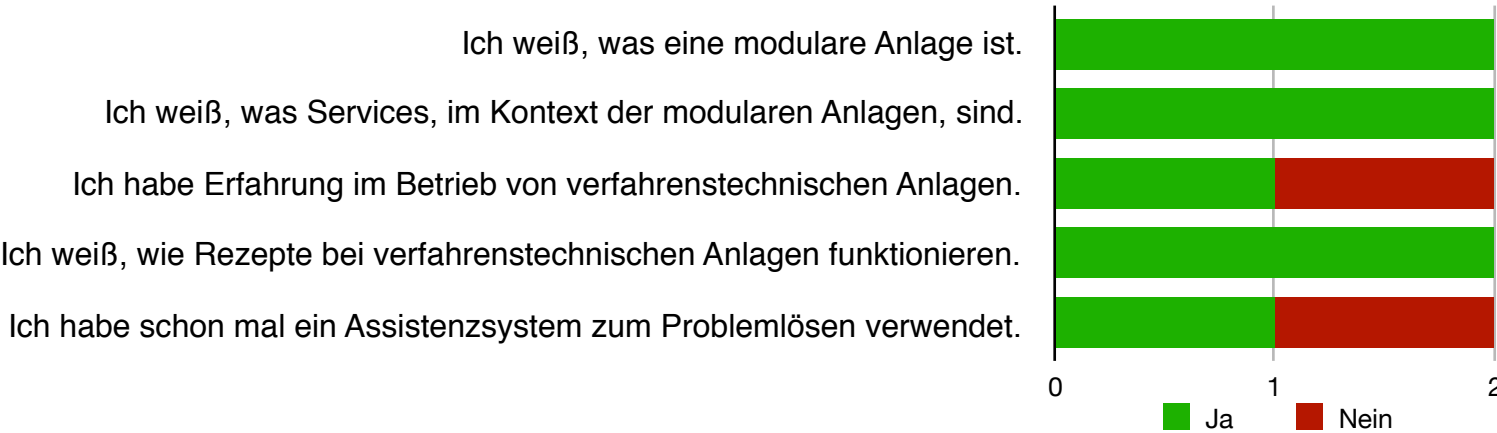 Ich weiß, was eine modulare Anlage ist.
Ich weiß, was Services, im Kontext der modularen Anlagen, sind.
Ich habe Erfahrung im Betrieb von verfahrenstechnischen Anlagen.
Ich weiß, wie Rezepte bei verfahrenstechnischen Anlagen funktionieren.
Ich habe schon mal ein Assistenzsystem zum Problemlösen verwendet.
0 1 2
Ja Nein